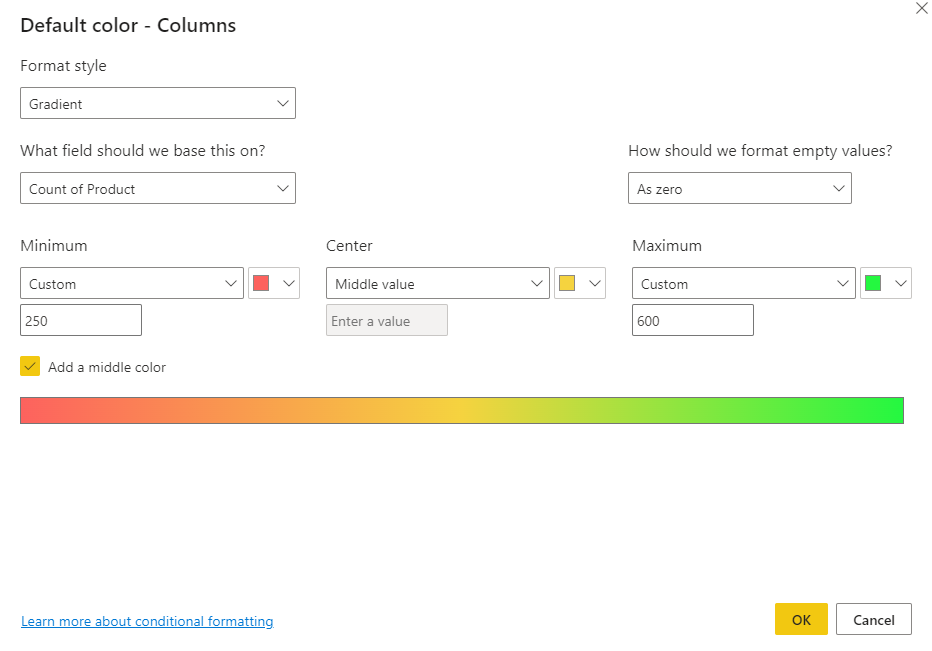 Default color - Columns
Format style
Gradient
What field should we base this on?
How should we format empty values?
Count of Product
As zero
Minimum
Center
Maximum
Custom
Middle value
Custom
250
Enter a value
600
Add a middle color
Learn more about conditional formatting
OK
Cancel